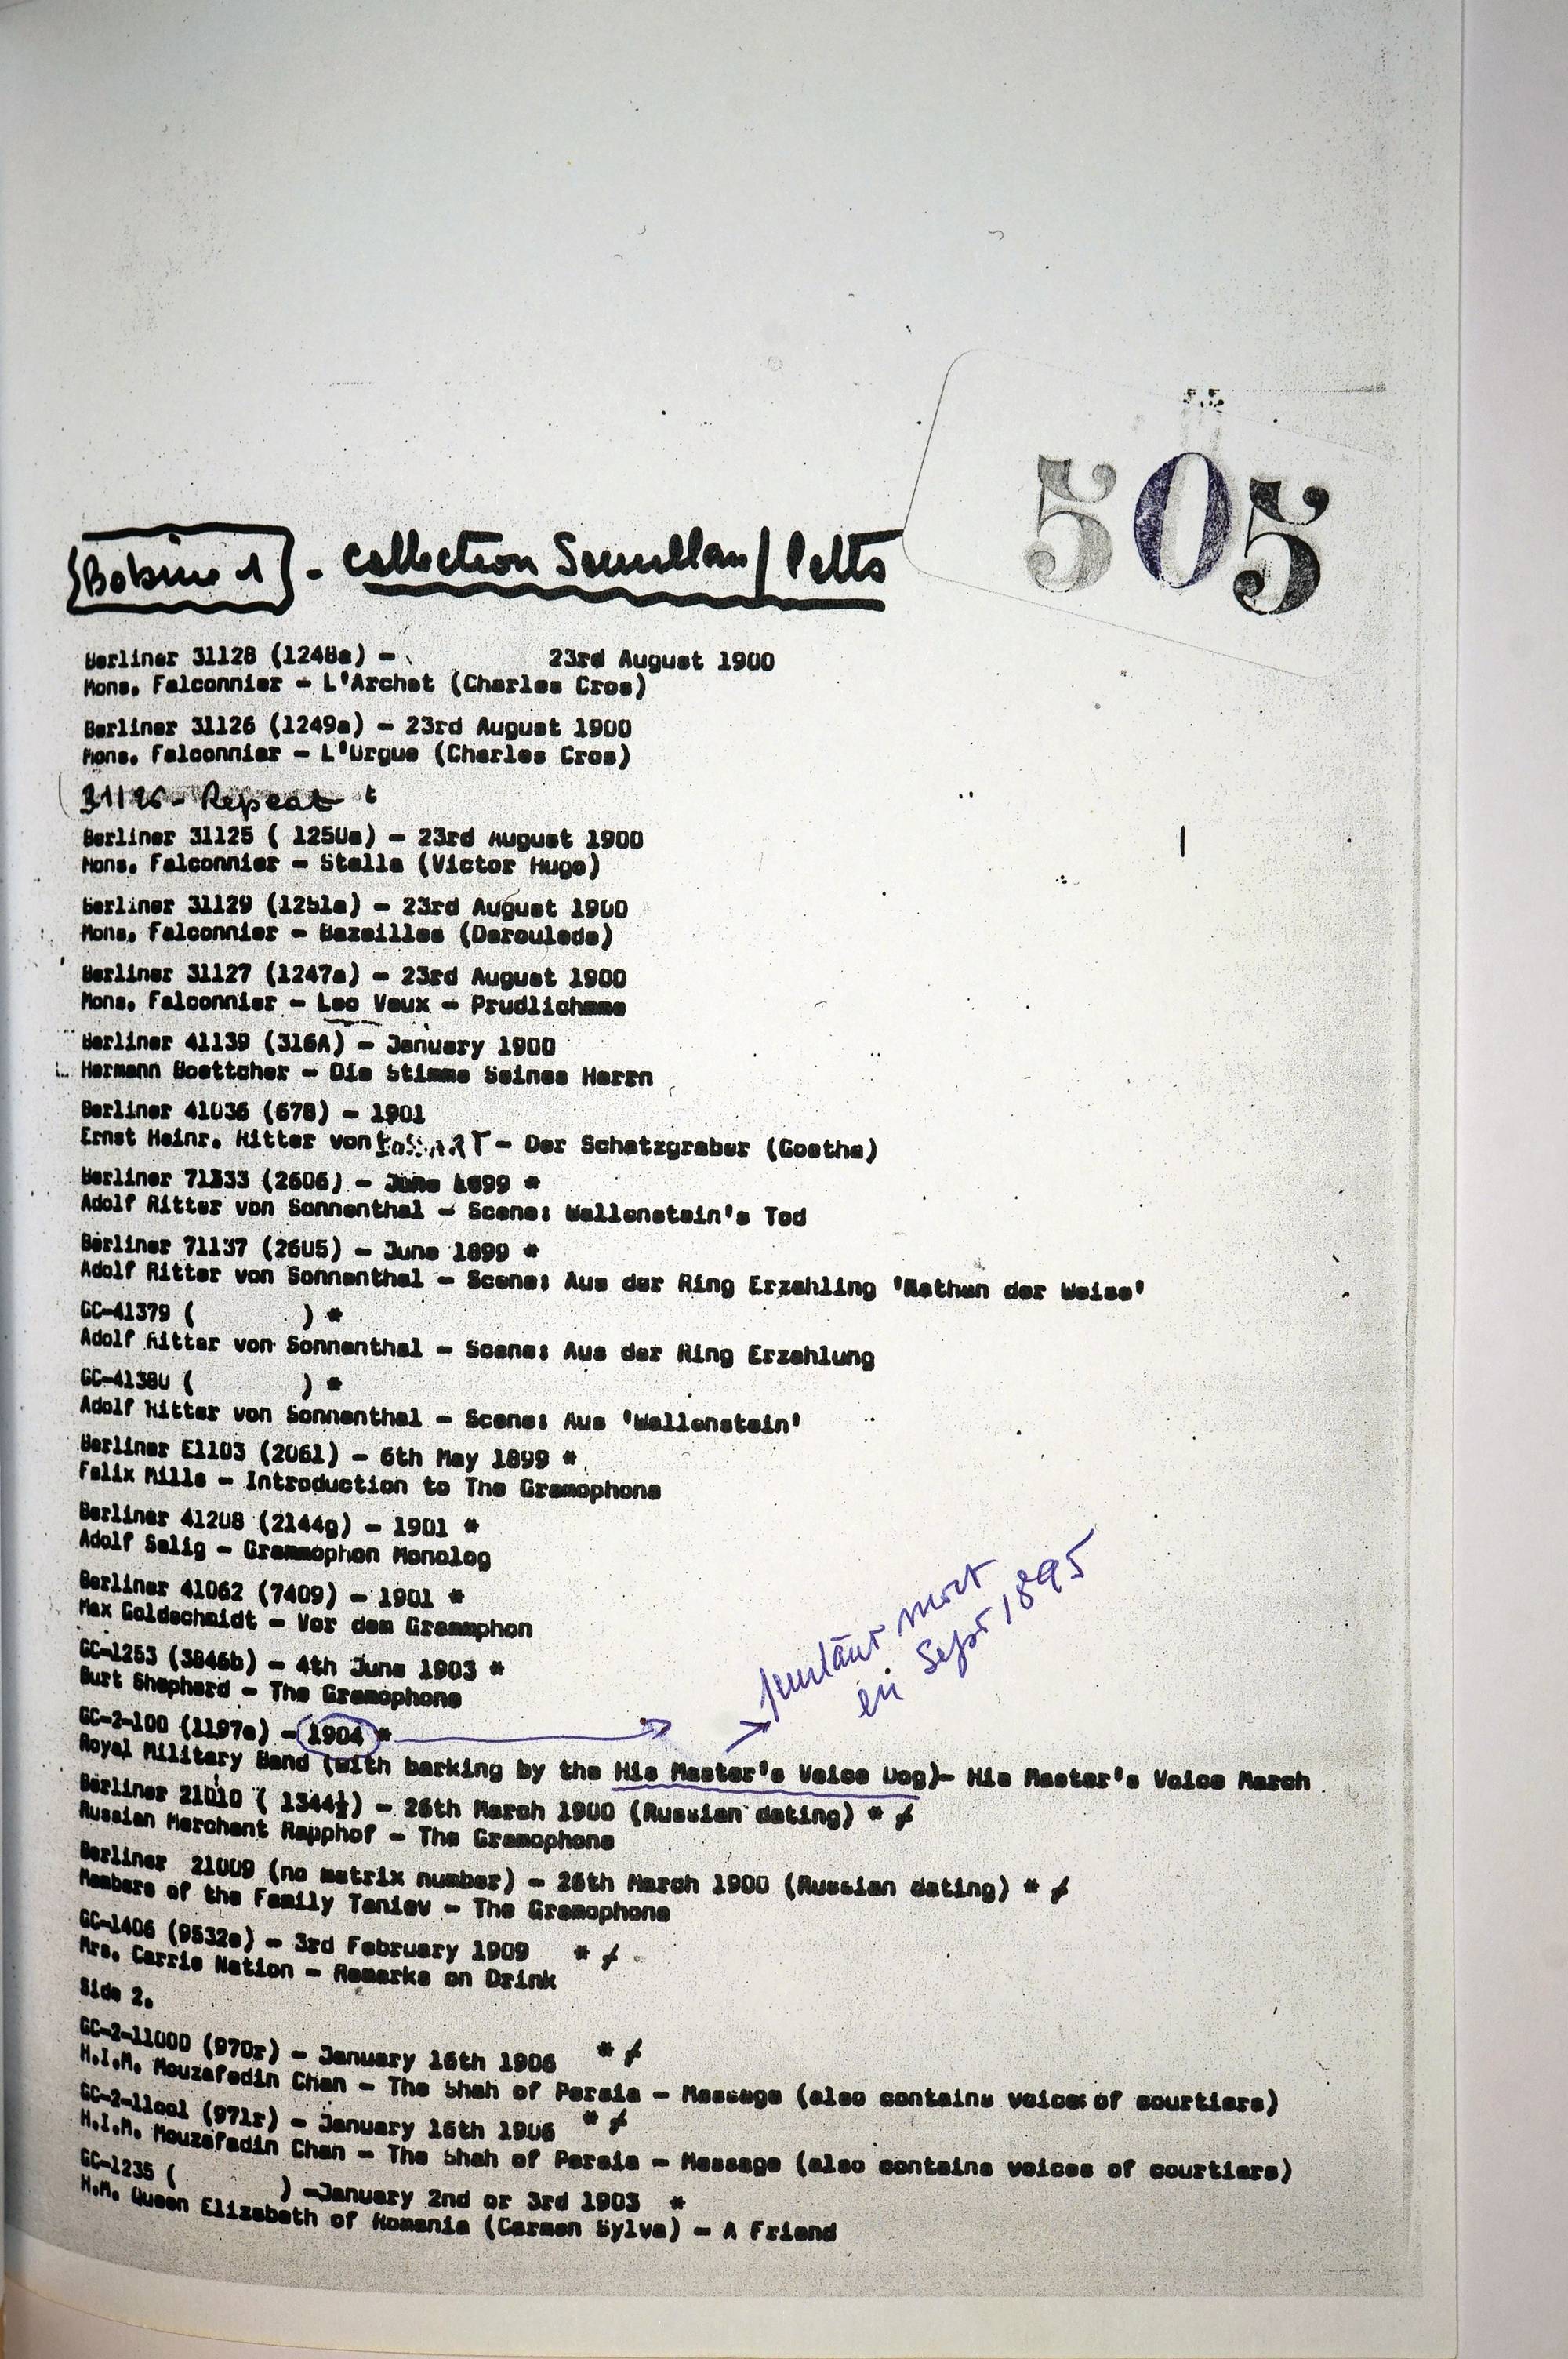 505
Bobine 1 - Collection
Berliner 31128 (1248a) - 23rd August 1900
Mons. Falconnier - L'Archet (Charles Cros)
Berliner 31126 (1249a) - 23rd August 1900
Mons. Falconnier - L'Orgue (Charles Cros)
31126 - Repeat
Berliner 31125 ( 1250a) - 23rd August 1900
Mons. Falconnier - Stella (Victor Hugo)
Berliner 31129 (1251a) - 23rd August 1900
Mons. Falconnier - Bazeilles (Deroulede)
Berliner 31127 (1247a) - 23rd August 1900
Mons. Falconnier - Leo Vaux - Prudlichmme
Berliner 41139 (316A) - January 1900
Hermann Boettcher - Die Stimme Seines Herrn
Berliner 41036 (678) - 1901
Ernst Heinr. Ritter von PoSSART - Der Schatzgraber (Goethe)
Berliner 71333 (2606) - June 1899 *
Adolf Ritter von Sonnenthal - Scene: Wallenstein's Tod
Berliner 71137 (2605) - June 1899 *
Adolf Ritter von Sonnenthal - Scene: Aus der Ring Erzahling 'Nathan der Weise'
GC-41379 ( ) *
Adolf Ritter von Sonnenthal - Scene: Aus der Ring Erzahlung
GC-41380 ( ) *
Adolf Ritter von Sonnenthal - Scene: Aus 'Wallenstein'
Berliner E1103 (2061) - 6th May 1899 *
Felix Mills - Introduction to The Gramophone
Berliner 41208 (2144g) - 1901 *
Adolf Salig - Grammophon Monolog
Berliner 41062 (7409) - 1901 *
Max Goldschmidt - Vor dem Grammphon
GC-1253 (3846b) - 4th June 1903 *
Burt Shepherd - The Gramophone
pourtant mort
en Sept 1895
GC-2-100 (1197e) - 1904 *
Royal Military Band (with barking by the His Master's Voice Dog)- His Master's Voice March
Berliner 21010 ( 1344½) - 26th March 1900 (Russian dating) * ≠
Russian Merchant Rapphof - The Gramophone
Berliner 21009 (no matrix number) - 26th March 1900 (Russian dating) * ≠
Members of the Family Taniev - The Gramophone
GC-1406 (9532e) - 3rd February 1909 * ≠
Mrs. Carrie Nation - Remarks on Drink
Side 2.
GC-2-11000 (970r) - January 16th 1906 * ≠
H.I.M. Mouzafedin Chan - The Shah of Persia - Message (also contains voices of courtiers)
GC-2-11001 (971r) - January 16th 1906 * ≠
H.I.M. Mouzafadin Chan - The Shah of Persia - Message (also contains voices of courtiers)
GC-1235 ( ) -January 2nd or 3rd 1903 *
H.M. Queen Elizabeth of Romania (Carmen Sylva) - A Friend